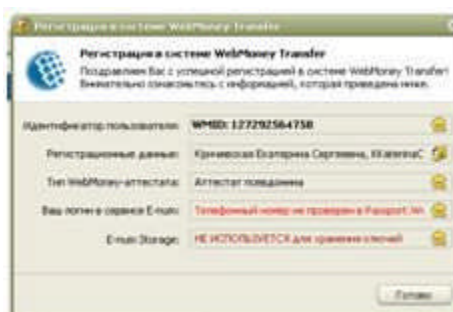 Регистрация в системе WebMoney Transfer
Регистрация в системе WebMoney Transfer
Поздравляем Вас с успешной регистрацией в системе WebMoney Transfer!
Внимательно ознакомьтесь с информацией, которая приведена ниже.
Идентификатор пользователя: WMID: 127292564758
Регистрационные данные: Екатерина Сергеевна,
Тип WebMoney-аттестата: Аттестат псевдонима
Ваш логин в сервисе E-num: Телефонный номер не проверен в Passport.
E-num Storage: НЕ ИСПОЛЬЗУЕТСЯ для хранения ключей
Готово